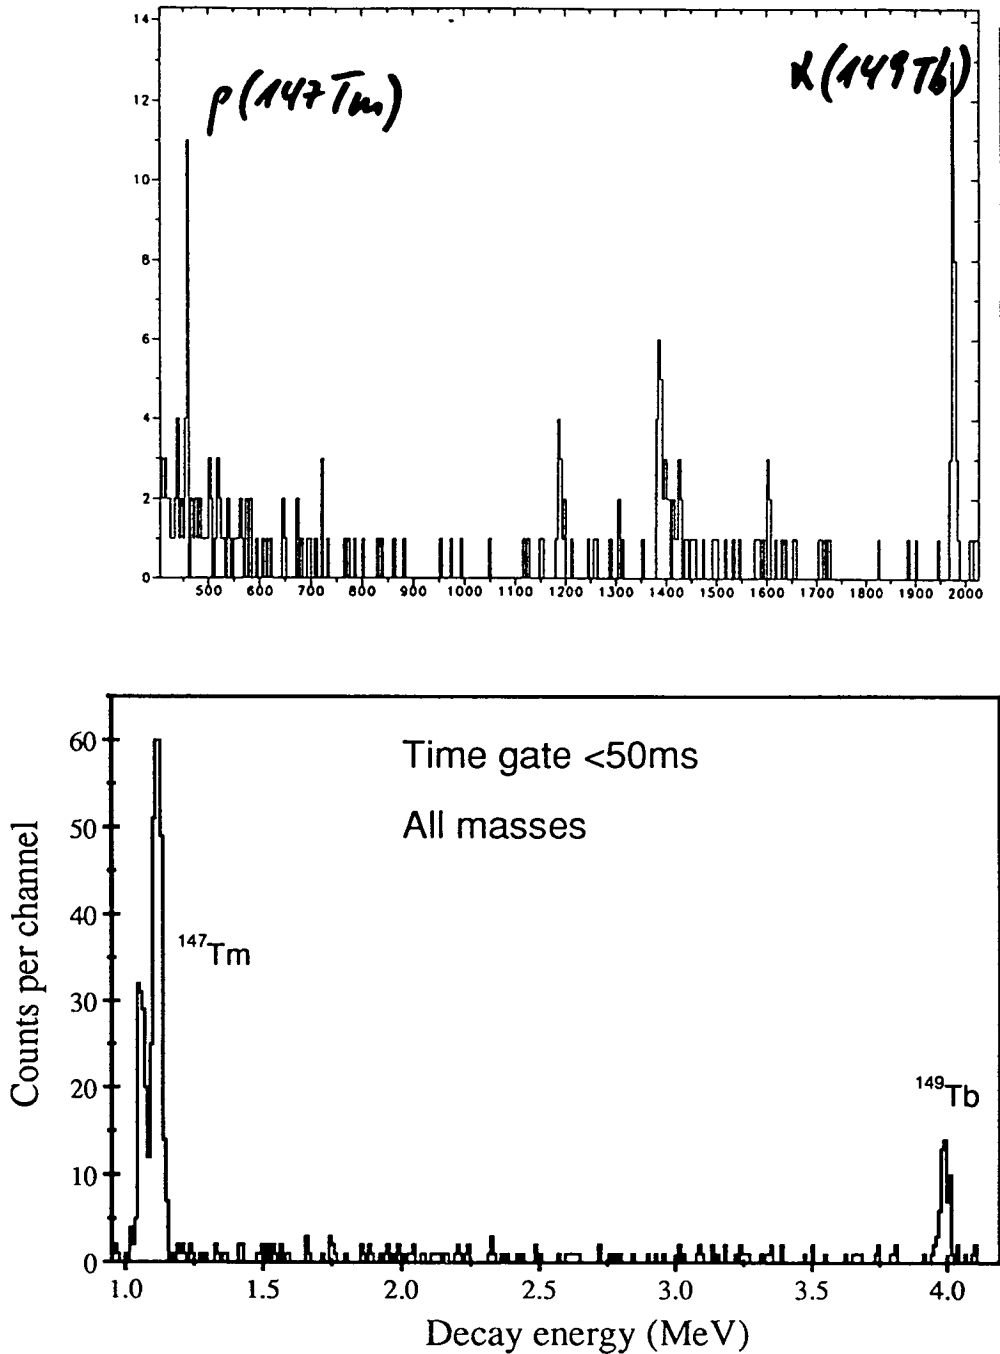 14
12
10
8
6
4
2
0
p(147Tm)
α(149Tb)
500 600 700 800 900 1000 1100 1200 1300 1400 1500 1600 1700 1800 1900 2000
60
50
40
30
20
10
0
Counts per channel
Time gate <50ms
All masses
¹⁴⁷Tm
¹⁴⁹Tb
1.0 1.5 2.0 2.5 3.0 3.5 4.0
Decay energy (MeV)